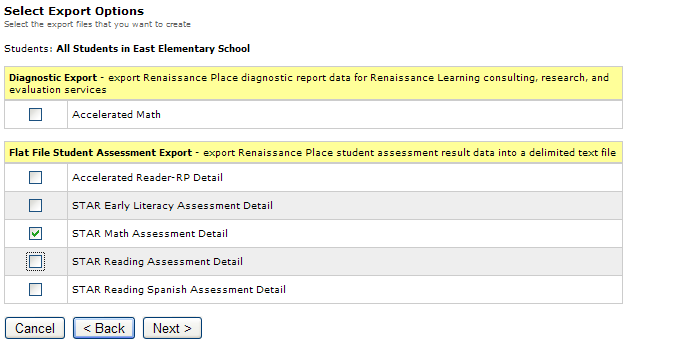 Select Export Options
Select the export files that you want to create
Students: All Students in East Elementary School
Diagnostic Export - export Renaissance Place diagnostic report data for Renaissance Learning consulting, research, and
evaluation services
Accelerated Math
Flat File Student Assessment Export - export Renaissance Place student assessment result data into a delimited text file
Accelerated Reader-RP Detail
STAR Early Literacy Assessment Detail
STAR Math Assessment Detail
STAR Reading Assessment Detail
STAR Reading Spanish Assessment Detail
Cancel < Back Next >